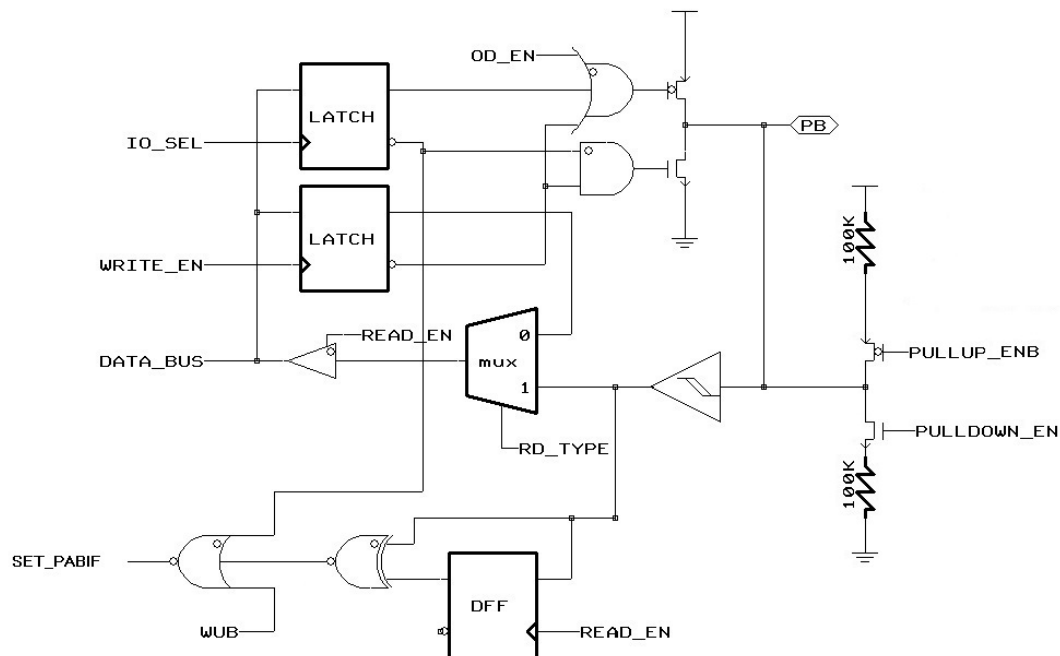 OD_EN
LATCH
PB
IO_SEL
LATCH
100K
WRITE_EN
READ_EN
0
DATA_BUS
mux
PULLUP_ENB
1
PULLDOWN_EN
RD_TYPE
100K
SET_PABIF
DFF
WUB
READ_EN